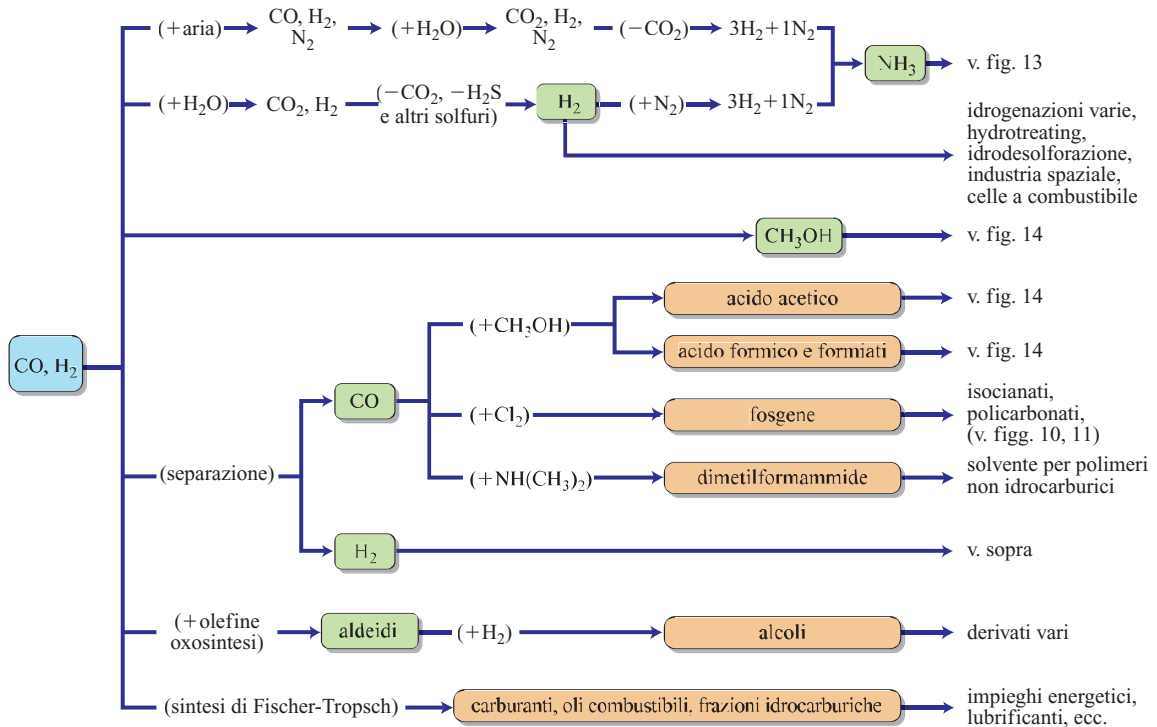 (+aria) CO, H₂, N₂ (+H₂O) CO₂, H₂, N₂ (−CO₂) 3H₂+1N₂
NH₃ v. fig. 13
(+H₂O) CO₂, H₂ (−CO₂, −H₂S
e altri solfuri) H₂ (+N₂) 3H₂+1N₂
idrogenazioni varie,
hydrotreating,
idrodesolforazione,
industria spaziale,
celle a combustibile
CH₃OH v. fig. 14
acido acetico v. fig. 14
(+CH₃OH)
acido formico e formiati v. fig. 14
CO, H₂
CO
(+Cl₂) fosgene
isocianati,
policarbonati,
(v. figg. 10, 11)
(separazione)
(+NH(CH₃)₂) dimetilformammide
solvente per polimeri
non idrocarburici
H₂ v. sopra
(+olefine
oxosintesi) aldeidi (+H₂) alcoli derivati vari
(sintesi di Fischer-Tropsch) carburanti, oli combustibili, frazioni idrocarburiche
impieghi energetici,
lubrificanti, ecc.